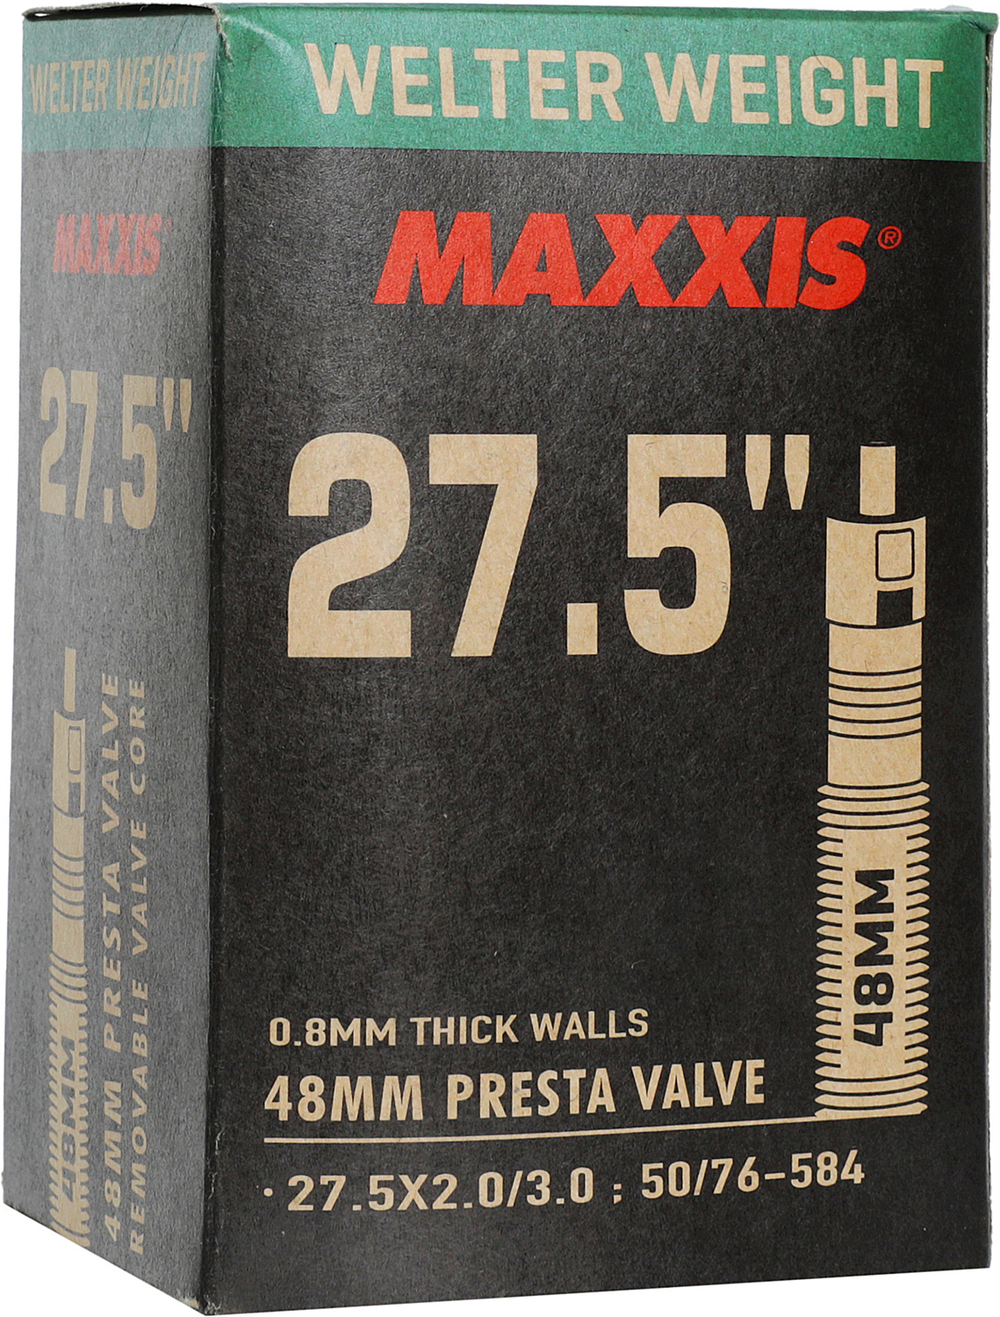 WELTER WEIGHT
MAXXIS®
27.5"
48MM
0.8MM THICK WALLS
48MM PRESTA VALVE
· 27.5X2.0/3.0 ; 50/76-584
WELTER WEIGHT
MAXXIS®
27.5"
48MM
48MM PRESTA VALVE
REMOVABLE VALVE CORE